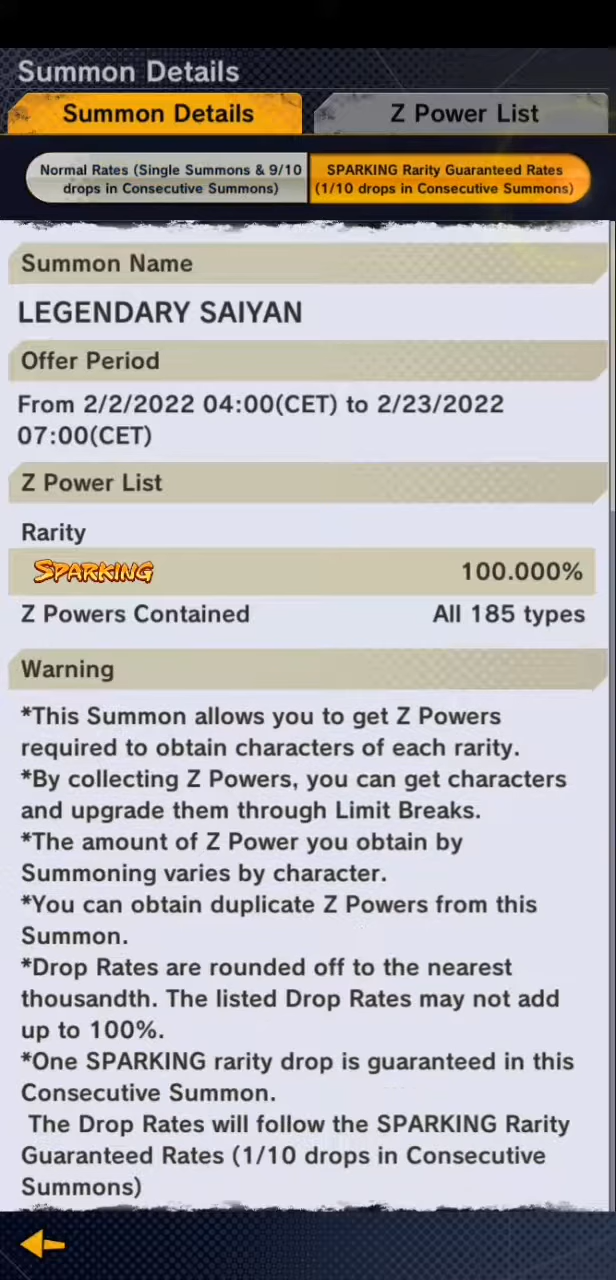 Summon Details
Summon Details
Z Power List
Normal Rates (Single Summons & 9/10
drops in Consecutive Summons)
SPARKING Rarity Guaranteed Rates
(1/10 drops in Consecutive Summons)
Summon Name
LEGENDARY SAIYAN
Offer Period
From 2/2/2022 04:00(CET) to 2/23/2022
07:00(CET)
Z Power List
Rarity
SPARKING 100.000%
Z Powers Contained All 185 types
Warning
*This Summon allows you to get Z Powers
required to obtain characters of each rarity.
*By collecting Z Powers, you can get characters
and upgrade them through Limit Breaks.
*The amount of Z Power you obtain by
Summoning varies by character.
*You can obtain duplicate Z Powers from this
Summon.
*Drop Rates are rounded off to the nearest
thousandth. The listed Drop Rates may not add
up to 100%.
*One SPARKING rarity drop is guaranteed in this
Consecutive Summon.
The Drop Rates will follow the SPARKING Rarity
Guaranteed Rates (1/10 drops in Consecutive
Summons)